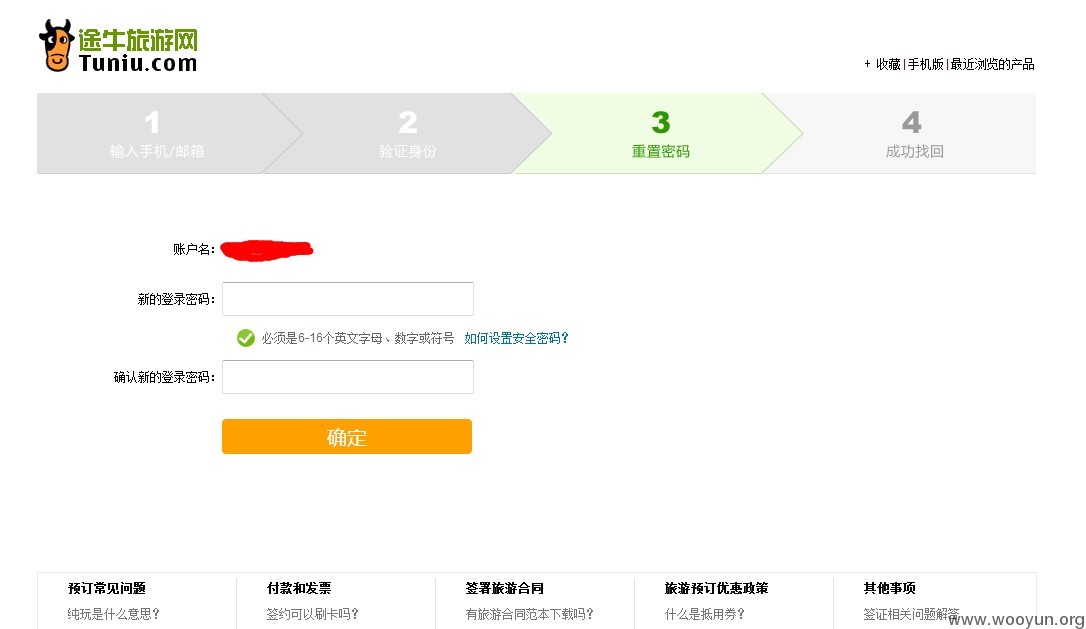 途牛旅游网
Tuniu.com
+ 收藏|手机版|最近浏览的产品
1
输入手机/邮箱
2
验证身份
3
重置密码
4
成功找回
账户名：
新的登录密码：
必须是6-16个英文字母、数字或符号 如何设置安全密码？
确认新的登录密码：
确定
预订常见问题
纯玩是什么意思？
付款和发票
签约可以刷卡吗？
签署旅游合同
有旅游合同范本下载吗？
旅游预订优惠政策
什么是抵用券？
其他事项
签证相关问题解答
www.wooyun.org